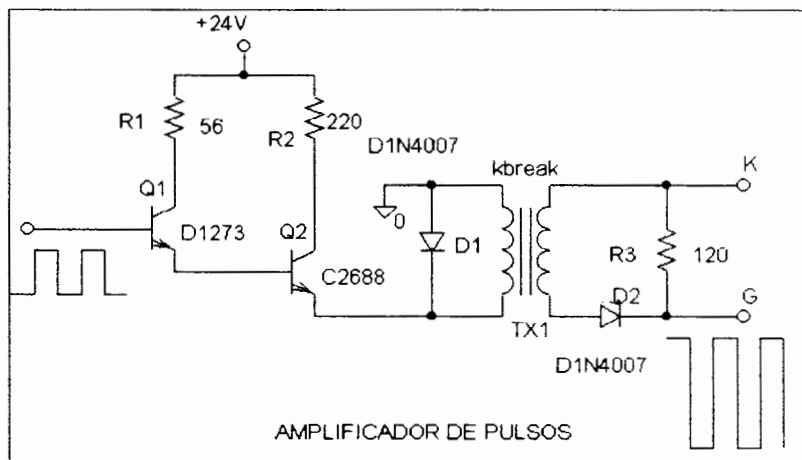 +24V
R1
56
R2
220
D1N4007
kbreak
K
Q1
D1273
Q2
0
D1
R3
120
C2688
D2
G
TX1
D1N4007
AMPLIFICADOR DE PULSOS